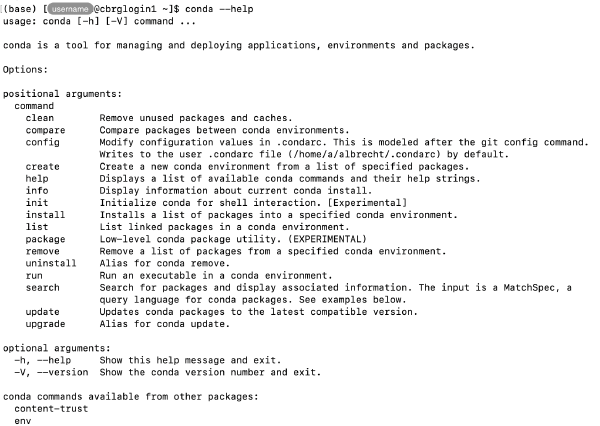 (base) [username@cbrglogin1 ~]$ conda --help
usage: conda [-h] [-V] command ...
conda is a tool for managing and deploying applications, environments and packages.
Options:
positional arguments:
command
clean Remove unused packages and caches.
compare Compare packages between conda environments.
config Modify configuration values in .condarc. This is modeled after the git config command.
Writes to the user .condarc file (/home/a/albrecht/.condarc) by default.
create Create a new conda environment from a list of specified packages.
help Displays a list of available conda commands and their help strings.
info Display information about current conda install.
init Initialize conda for shell interaction. [Experimental]
install Installs a list of packages into a specified conda environment.
list List linked packages in a conda environment.
package Low-level conda package utility. (EXPERIMENTAL)
remove Remove a list of packages from a specified conda environment.
uninstall Alias for conda remove.
run Run an executable in a conda environment.
search Search for packages and display associated information. The input is a MatchSpec, a
query language for conda packages. See examples below.
update Updates conda packages to the latest compatible version.
upgrade Alias for conda update.
optional arguments:
-h, --help Show this help message and exit.
-V, --version Show the conda version number and exit.
conda commands available from other packages:
content-trust
env